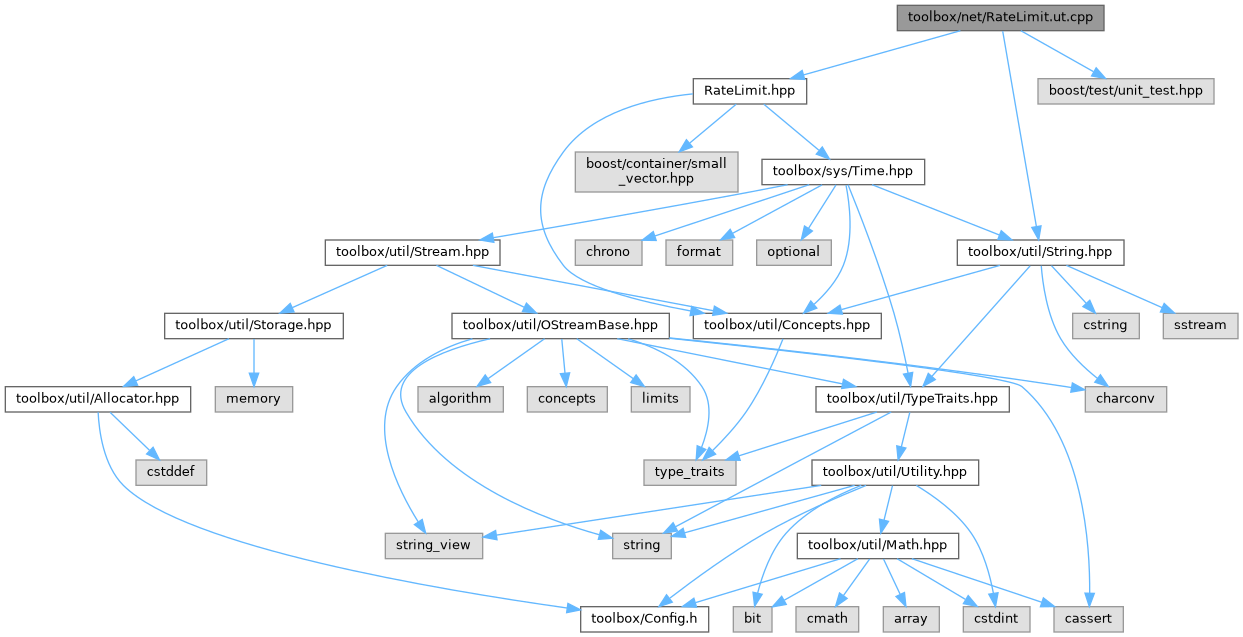 toolbox/net/RateLimit.ut.cpp
RateLimit.hpp
boost/test/unit_test.hpp
boost/container/small
_vector.hpp
toolbox/sys/Time.hpp
toolbox/util/Stream.hpp
chrono
format
optional
toolbox/util/String.hpp
toolbox/util/Storage.hpp
toolbox/util/OStreamBase.hpp
toolbox/util/Concepts.hpp
cstring
sstream
toolbox/util/Allocator.hpp
memory
algorithm
concepts
limits
toolbox/util/TypeTraits.hpp
charconv
cstddef
type_traits
toolbox/util/Utility.hpp
string_view
string
toolbox/util/Math.hpp
toolbox/Config.h
bit
cmath
array
cstdint
cassert